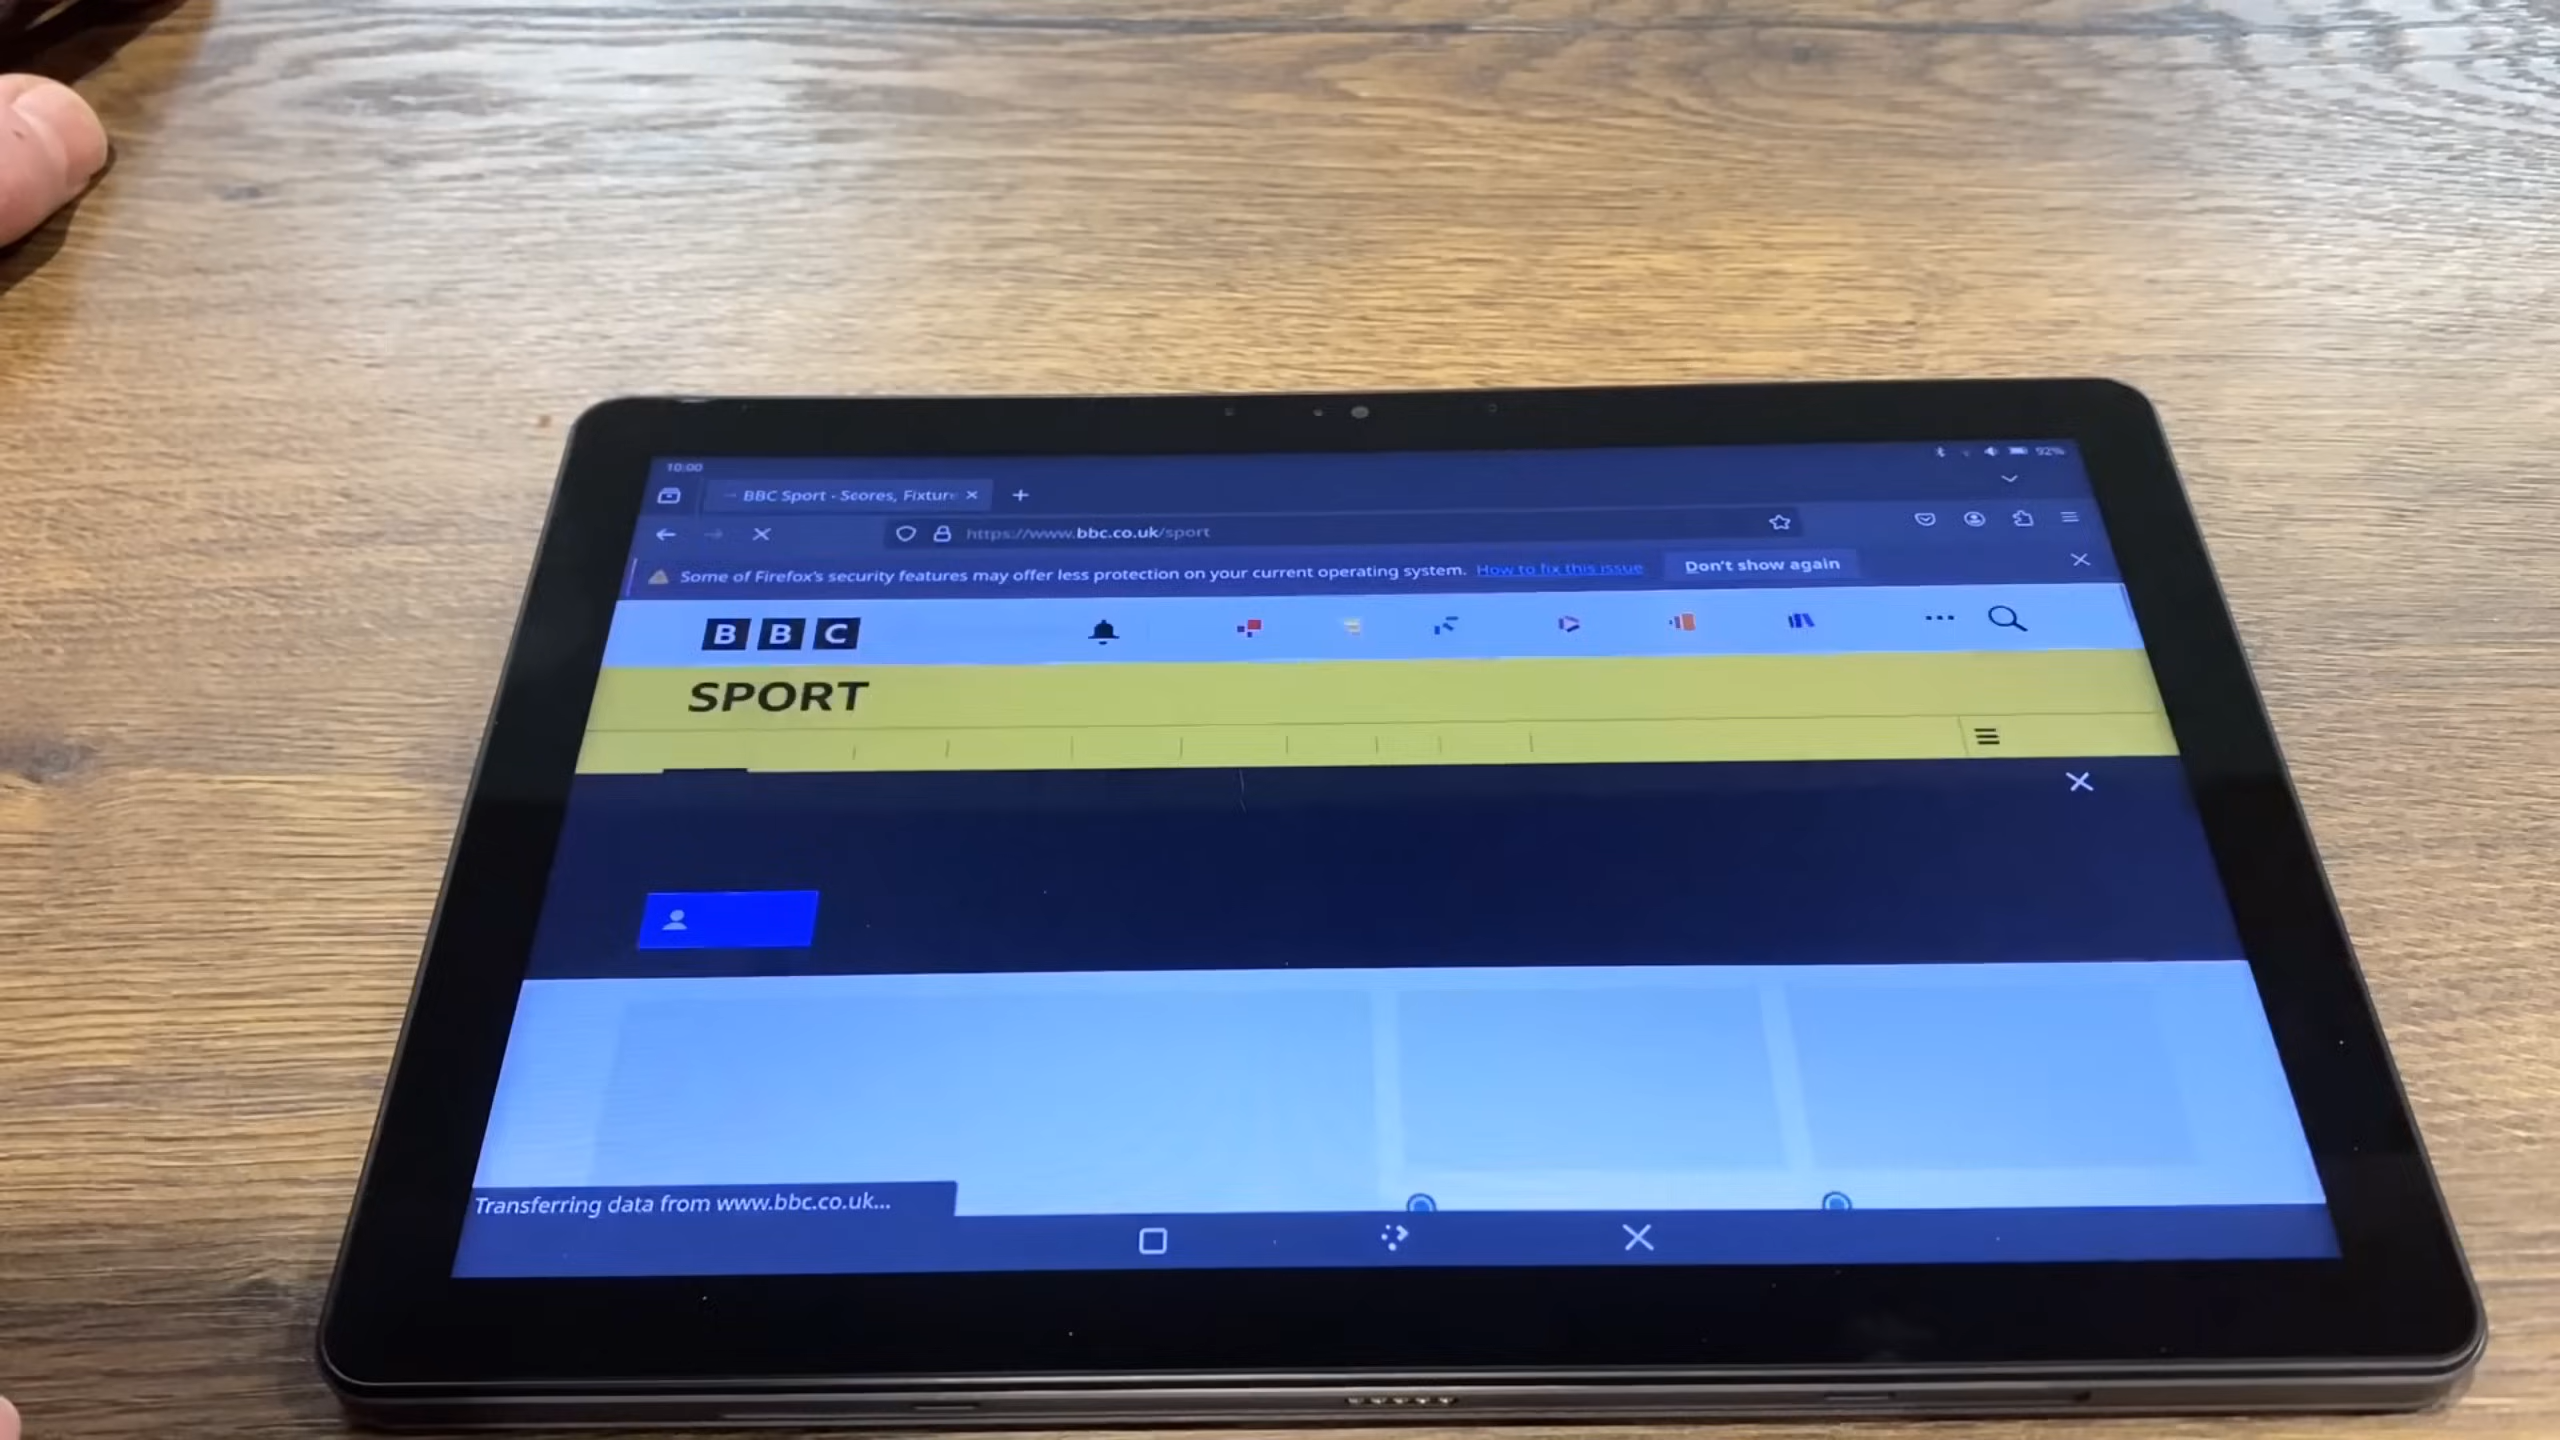 10:00
92%
BBC Sport - Scores, Fixture
https://www.bbc.co.uk/sport
Some of Firefox's security features may offer less protection on your current operating system. How to fix this issue Don't show again
BBC
SPORT
Transferring data from www.bbc.co.uk...